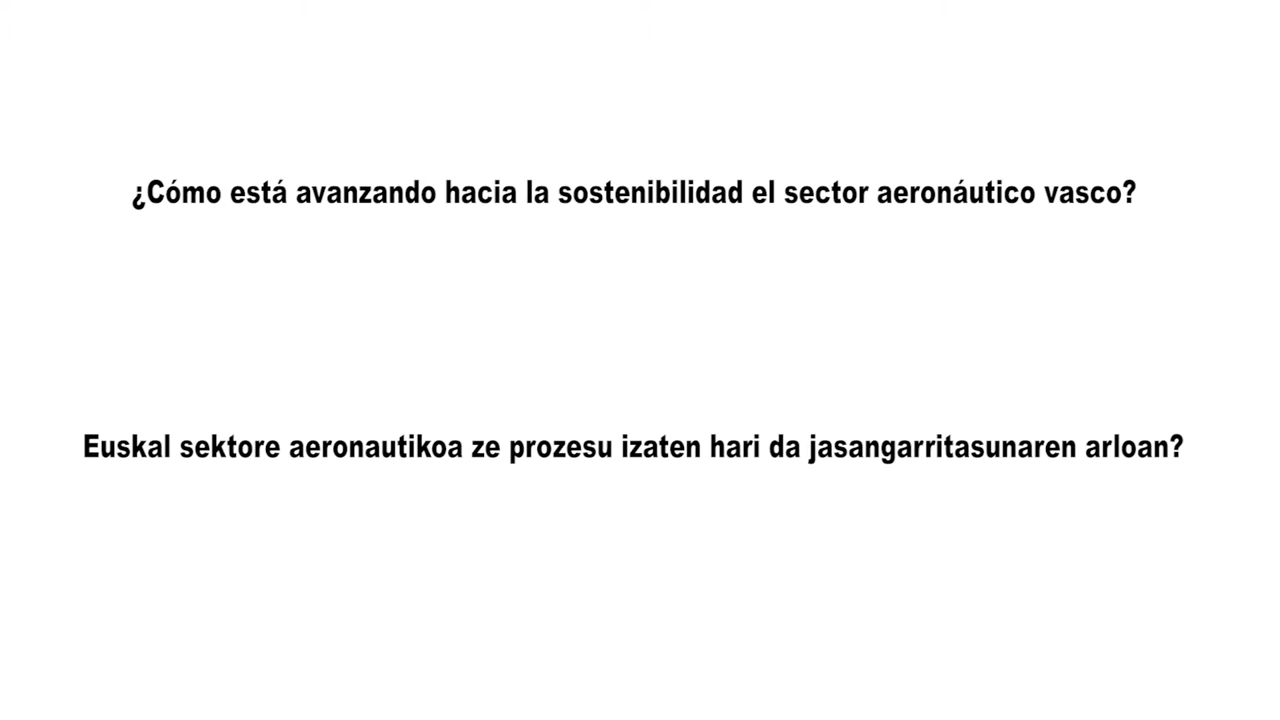 ¿Cómo está avanzando hacia la sostenibilidad el sector aeronáutico vasco?
Euskal sektore aeronautikoa ze prozesu izaten hari da jasangarritasunaren arloan?